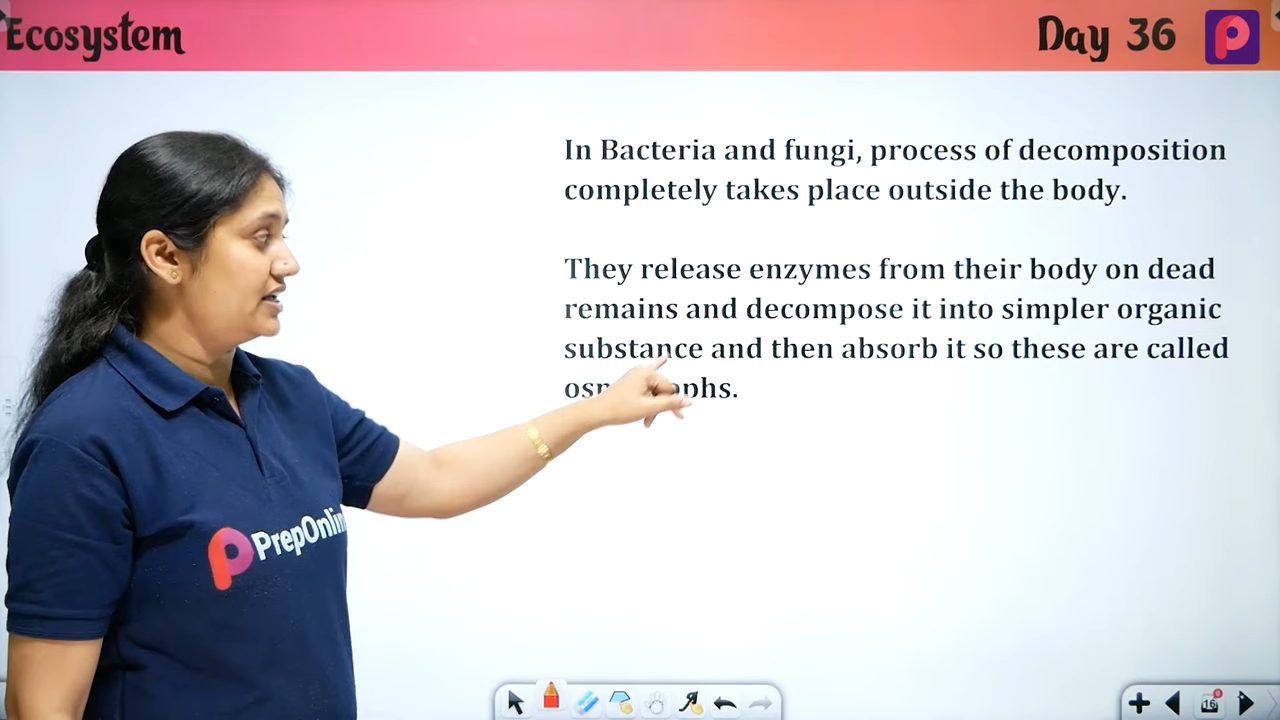 Ecosystem
Day 36
In Bacteria and fungi, process of decomposition
completely takes place outside the body.
They release enzymes from their body on dead
remains and decompose it into simpler organic
substance and then absorb it so these are called
PrepOnlin
16